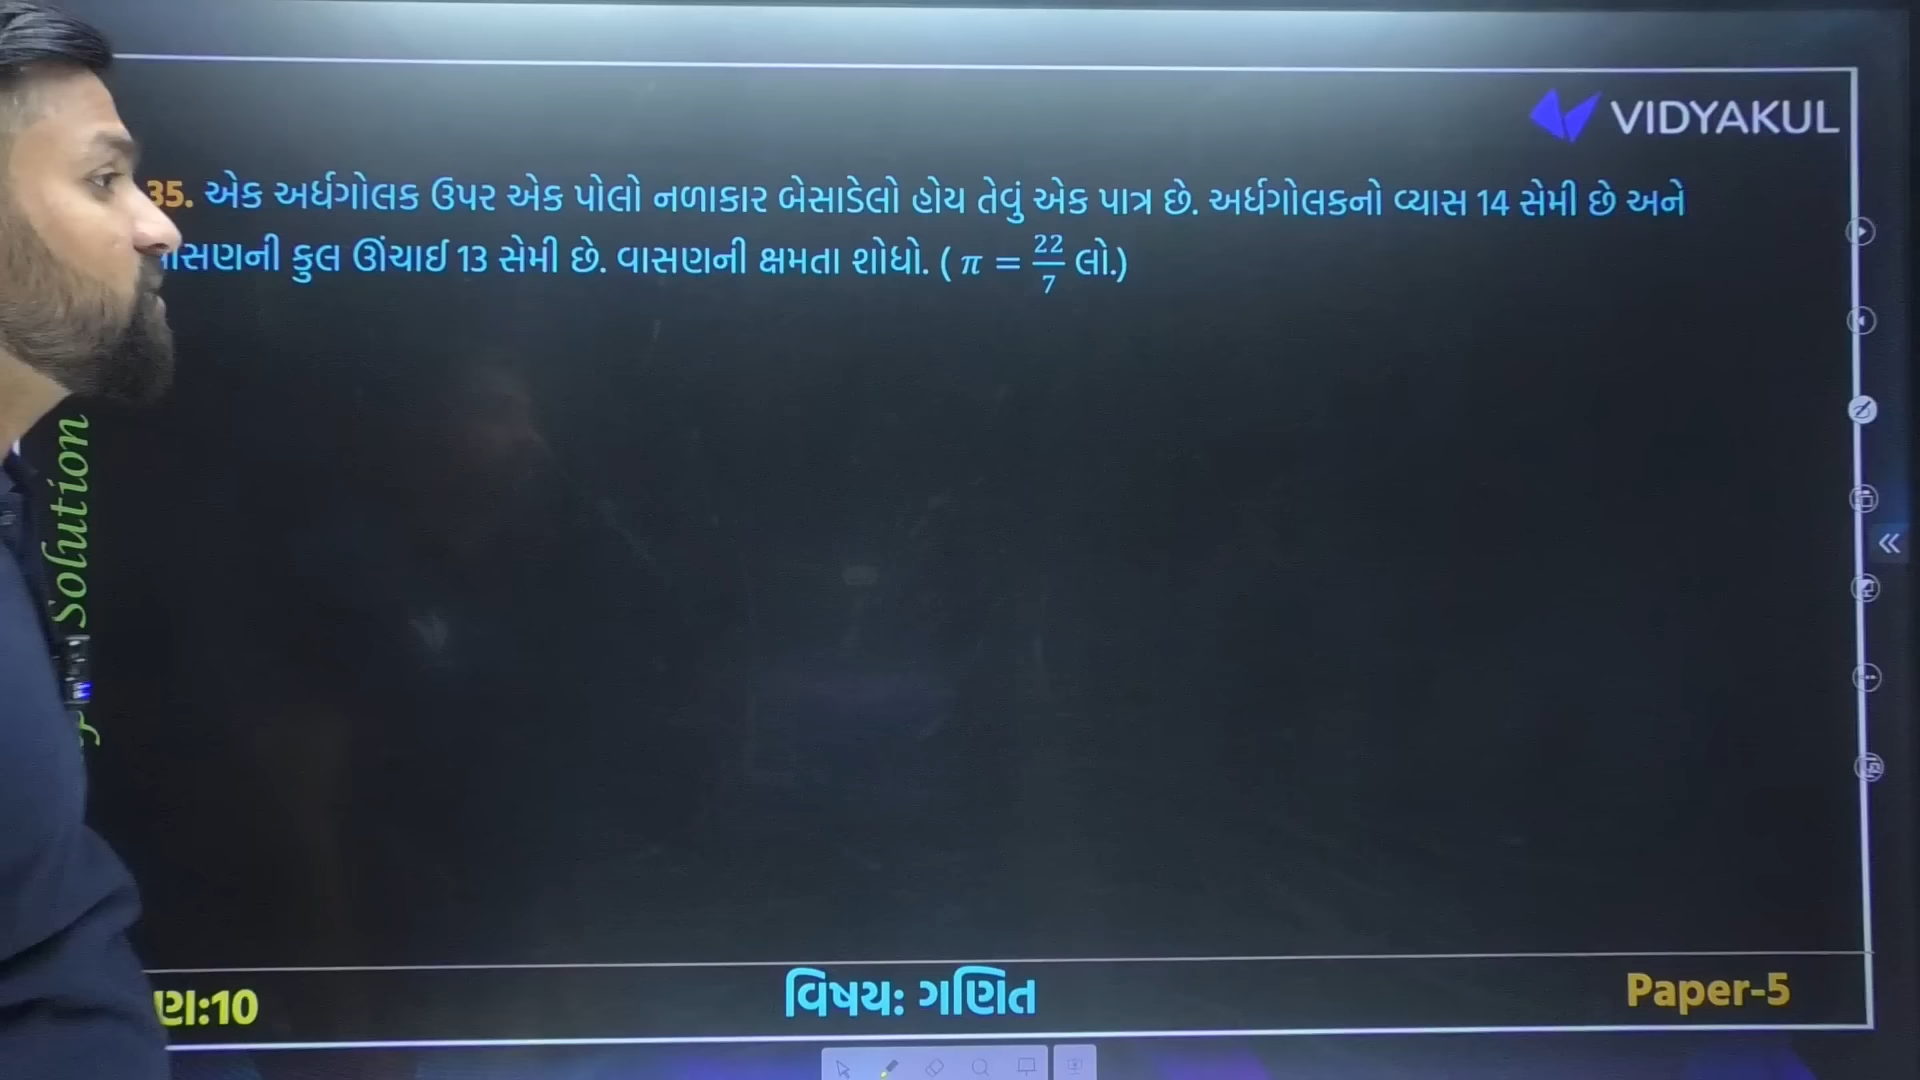 VIDYAKUL
35. એક અર્ધગોલક ઉપર એક પોલો નળાકાર બેસાડેલો હોય તેવું એક પાત્ર છે. અર્ધગોલકનો વ્યાસ 14 સેમી છે અને
કુલ ઊંચાઈ 13 સેમી છે. વાસણની ક્ષમતા શોધો. ( π = 22/7 લો.)
Solution
:10
વિષય: ગણિત
Paper-5